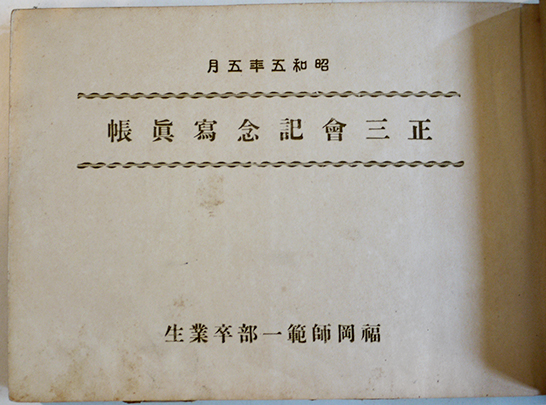 昭和五年五月
正三會記念寫眞帳
福岡師範一部卒業生